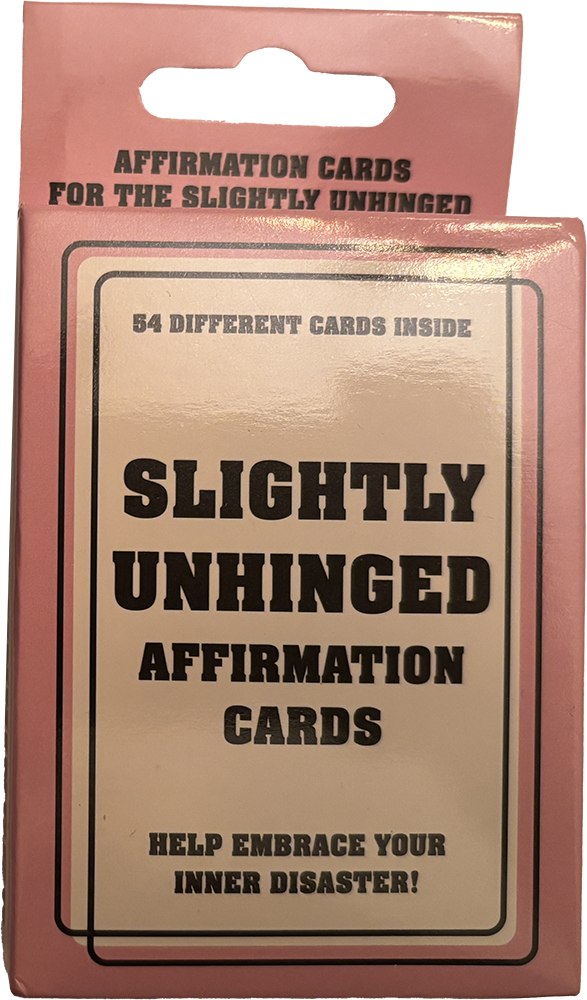 AFFIRMATION CARDS
FOR THE SLIGHTLY UNHINGED
54 DIFFERENT CARDS INSIDE
SLIGHTLY
UNHINGED
AFFIRMATION
CARDS
HELP EMBRACE YOUR
INNER DISASTER!